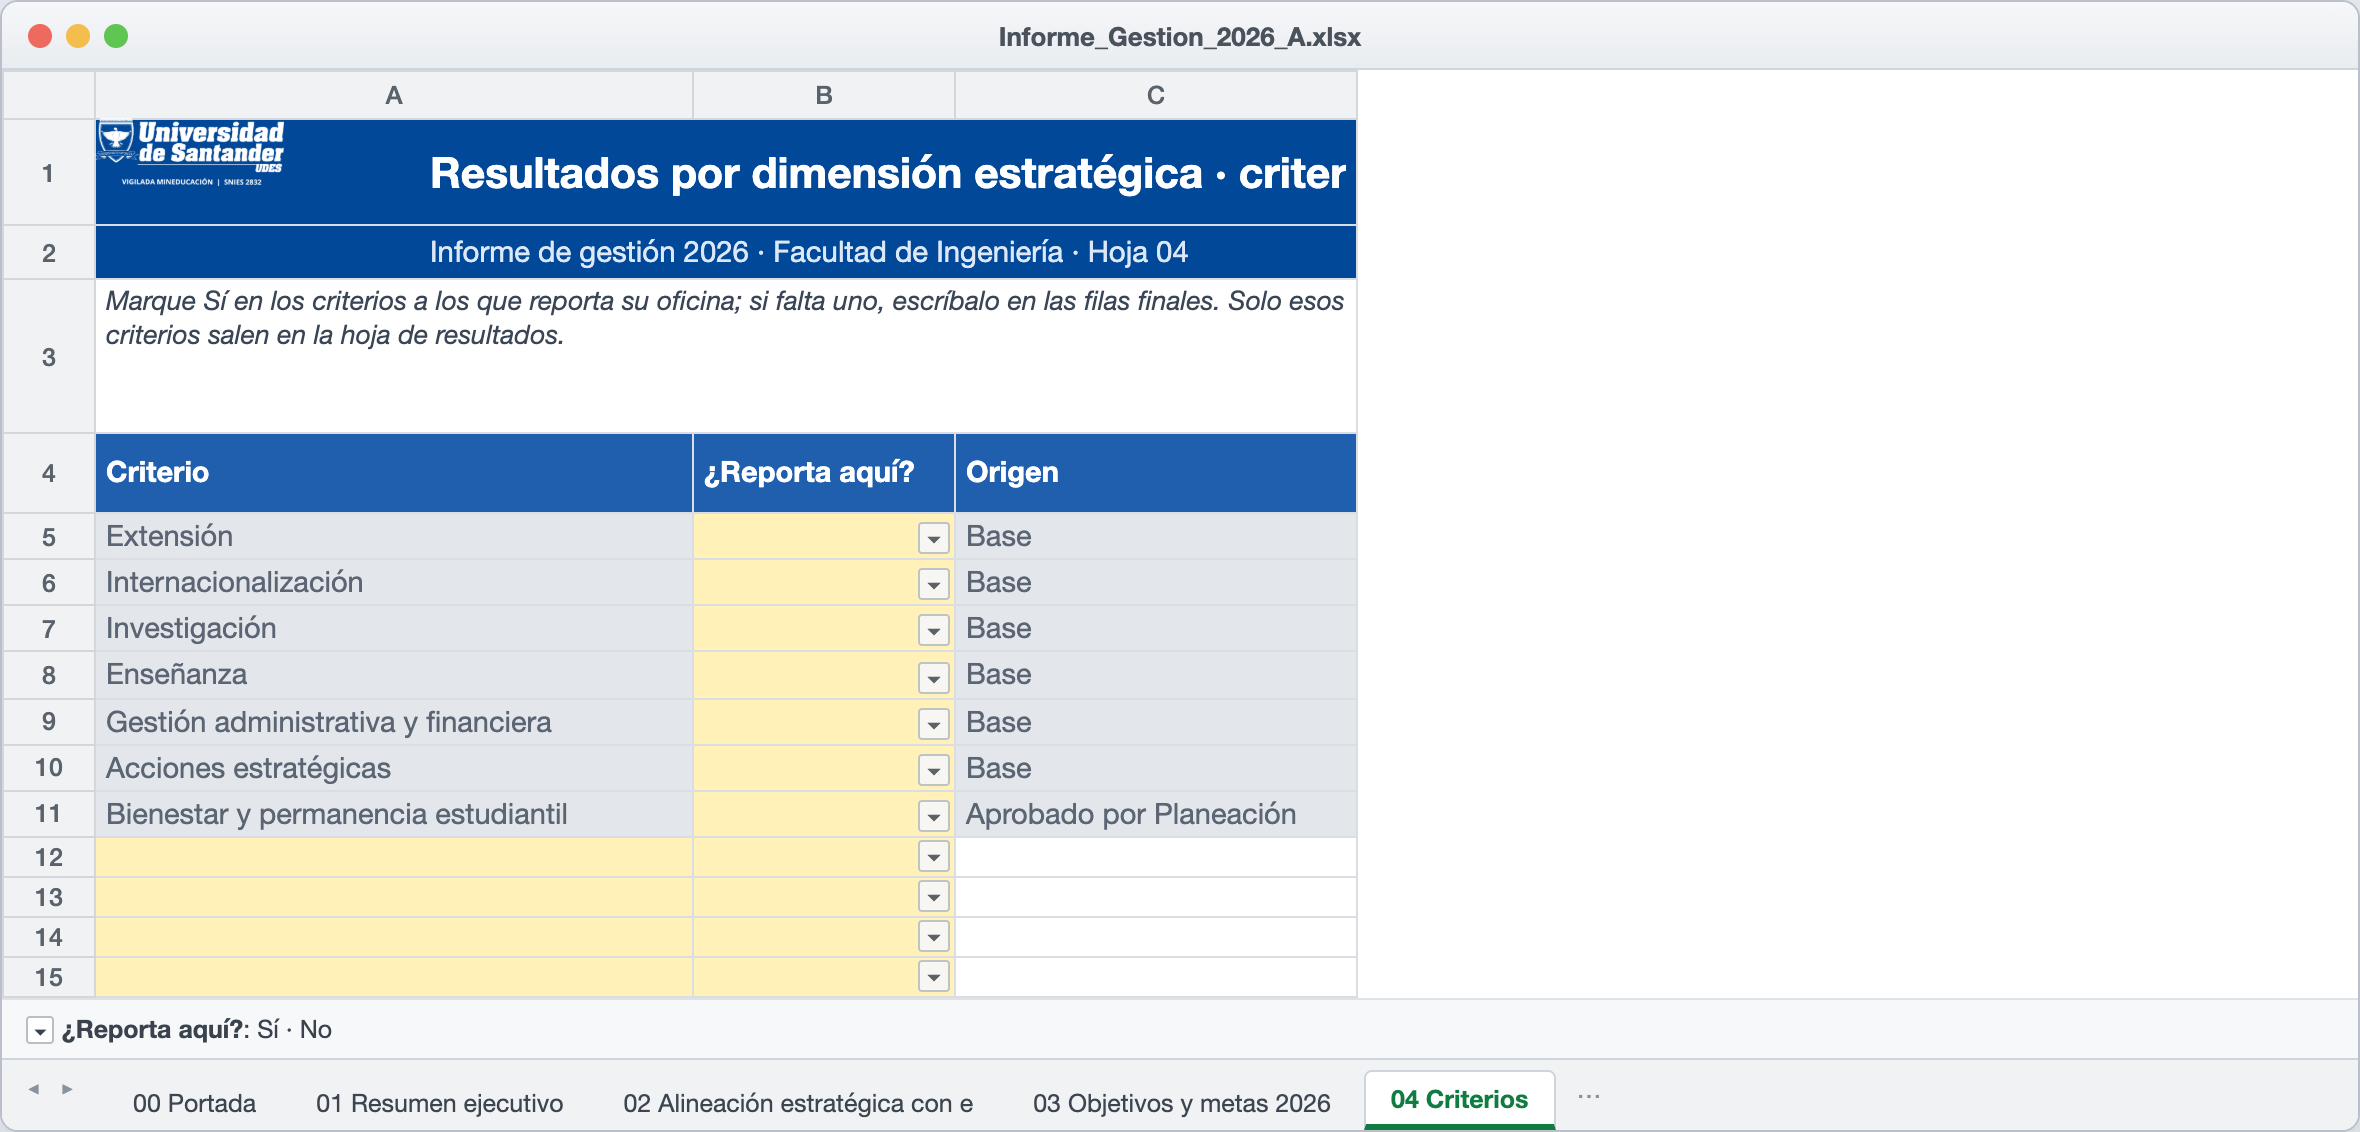 Informe_Gestion_2026_A.xlsx
A B C
Universidad
de Santander
UDES
VIGILADA MINEDUCACIÓN | SNIES 2832
1 Resultados por dimensión estratégica · criter
2 Informe de gestión 2026 · Facultad de Ingeniería · Hoja 04
Marque Sí en los criterios a los que reporta su oficina; si falta uno, escríbalo en las filas finales. Solo esos
criterios salen en la hoja de resultados.
3
4 Criterio ¿Reporta aquí? Origen
5 Extensión Base
6 Internacionalización Base
7 Investigación Base
8 Enseñanza Base
9 Gestión administrativa y financiera Base
10 Acciones estratégicas Base
11 Bienestar y permanencia estudiantil Aprobado por Planeación
12
13
14
15
¿Reporta aquí?: Sí · No
00 Portada 01 Resumen ejecutivo 02 Alineación estratégica con e 03 Objetivos y metas 2026 04 Criterios ...